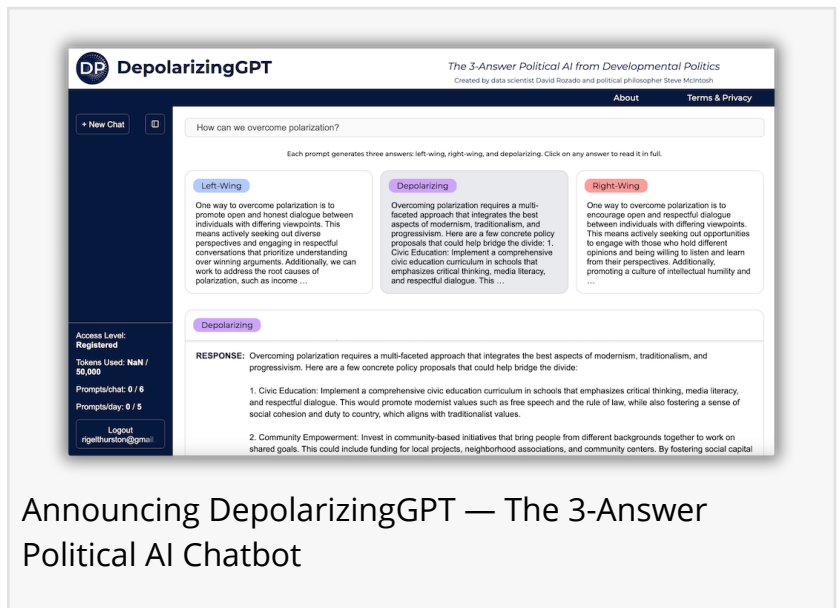 DP DepolarizingGPT
The 3-Answer Political AI from Developmental Politics
Created by data scientist David Rozado and political philosopher Steve McIntosh
About Terms & Privacy
+ New Chat
How can we overcome polarization?
Each prompt generates three answers: left-wing, right-wing, and depolarizing. Click on any answer to read it in full.
Left-Wing
One way to overcome polarization is to
promote open and honest dialogue between
individuals with differing viewpoints. This
means actively seeking out diverse
perspectives and engaging in respectful
conversations that prioritize understanding
over winning arguments. Additionally, we can
work to address the root causes of
polarization, such as income ...
Depolarizing
Overcoming polarization requires a multi-
faceted approach that integrates the best
aspects of modernism, traditionalism, and
progressivism. Here are a few concrete policy
proposals that could help bridge the divide: 1.
Civic Education: Implement a comprehensive
civic education curriculum in schools that
emphasizes critical thinking, media literacy,
and respectful dialogue. This ...
Right-Wing
One way to overcome polarization is to
encourage open and respectful dialogue
between individuals with differing viewpoints.
This means actively seeking out opportunities
to engage with those who hold different
opinions and being willing to listen and learn
from their perspectives. Additionally,
promoting a culture of intellectual humility and
...
Access Level:
Registered
Tokens Used: NaN /
50,000
Prompts/chat: 0 / 6
Prompts/day: 0 / 5
Logout
rigelthurston@gmail
Depolarizing
RESPONSE: Overcoming polarization requires a multi-faceted approach that integrates the best aspects of modernism, traditionalism, and
progressivism. Here are a few concrete policy proposals that could help bridge the divide:
1. Civic Education: Implement a comprehensive civic education curriculum in schools that emphasizes critical thinking, media literacy,
and respectful dialogue. This would promote modernist values such as free speech and the rule of law, while also fostering a sense of
social cohesion and duty to country, which aligns with traditionalist values.
2. Community Empowerment: Invest in community-based initiatives that bring people from different backgrounds together to work on
shared goals. This could include funding for local projects, neighborhood associations, and community centers. By fostering social capital
Announcing DepolarizingGPT — The 3-Answer
Political AI Chatbot